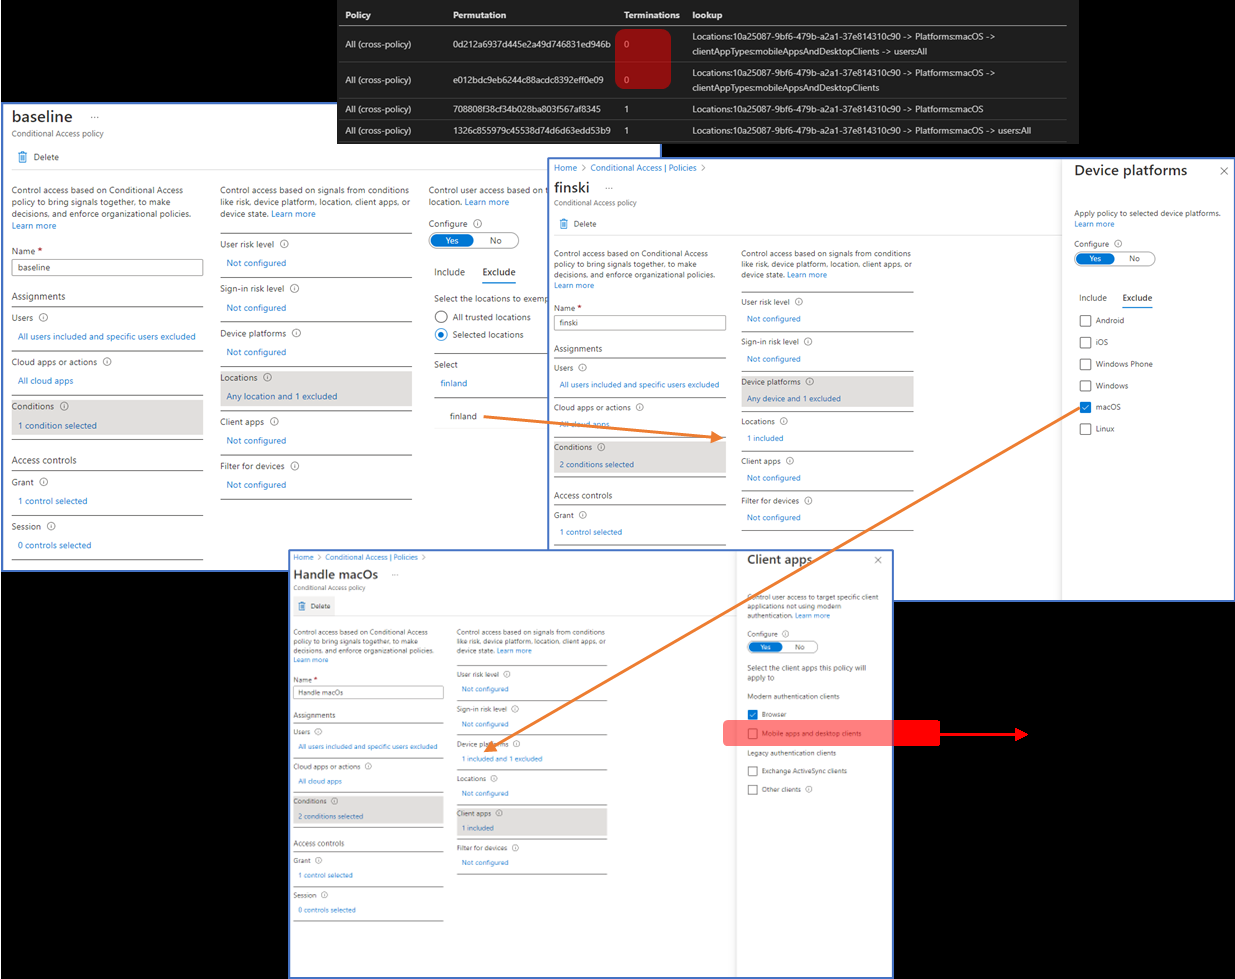 Policy Permutation Terminations lookup
All (cross-policy) 0d212a6937d445e2a49d746831ed946b 0 Locations:10a25087-9bf6-479b-a2a1-37e814310c90 -> Platforms:macOS ->
clientAppTypes:mobileAppsAndDesktopClients -> users:All
All (cross-policy) e012bdc9eb6244c88acdc8392eff0e09 0 Locations:10a25087-9bf6-479b-a2a1-37e814310c90 -> Platforms:macOS ->
clientAppTypes:mobileAppsAndDesktopClients
All (cross-policy) 708808f38cf34b028ba803f567af8345 1 Locations:10a25087-9bf6-479b-a2a1-37e814310c90 -> Platforms:macOS
All (cross-policy) 1326c855979c45538d74d6d63edd53b9 1 Locations:10a25087-9bf6-479b-a2a1-37e814310c90 -> Platforms:macOS -> users:All
baseline ...
Conditional Access policy
Delete
Control access based on Conditional Access
policy to bring signals together, to make
decisions, and enforce organizational policies.
Learn more
Name *
baseline
Assignments
Users
All users included and specific users excluded
Cloud apps or actions
All cloud apps
Conditions
1 condition selected
Access controls
Grant
1 control selected
Session
0 controls selected
Control access based on signals from conditions
like risk, device platform, location, client apps, or
device state. Learn more
User risk level
Not configured
Sign-in risk level
Not configured
Device platforms
Not configured
Locations
Any location and 1 excluded
Client apps
Not configured
Filter for devices
Not configured
Control user access based on
location. Learn more
Configure
Yes No
Include Exclude
Select the locations to exemp
All trusted locations
Selected locations
Select
finland
finland
Home > Conditional Access | Policies >
finski ...
Conditional Access policy
Delete
Control access based on Conditional Access
policy to bring signals together, to make
decisions, and enforce organizational policies.
Learn more
Name *
finski
Assignments
Users
All users included and specific users excluded
Cloud apps or actions
All cloud apps
Conditions
2 conditions selected
Access controls
Grant
1 control selected
Control access based on signals from conditions
like risk, device platform, location, client apps, or
device state. Learn more
User risk level
Not configured
Sign-in risk level
Not configured
Device platforms
Any device and 1 excluded
Locations
1 included
Client apps
Not configured
Filter for devices
Not configured
Device platforms
Apply policy to selected device platforms.
Learn more
Configure
Yes No
Include Exclude
Android
iOS
Windows Phone
Windows
macOS
Linux
Home > Conditional Access | Policies >
Handle macOs ...
Conditional Access policy
Delete
Control access based on Conditional Access
policy to bring signals together, to make
decisions, and enforce organizational policies.
Learn more
Name *
Handle macOs
Assignments
Users
All users included and specific users excluded
Cloud apps or actions
All cloud apps
Conditions
2 conditions selected
Access controls
Grant
1 control selected
Session
0 controls selected
Control access based on signals from conditions
like risk, device platform, location, client apps, or
device state. Learn more
User risk level
Not configured
Sign-in risk level
Not configured
Device platforms
1 included and 1 excluded
Locations
Not configured
Client apps
1 included
Filter for devices
Not configured
Client apps
Control user access to target specific client
applications not using modern
authentication. Learn more
Configure
Yes No
Select the client apps this policy will
apply to
Modern authentication clients
Browser
Mobile apps and desktop clients
Legacy authentication clients
Exchange ActiveSync clients
Other clients